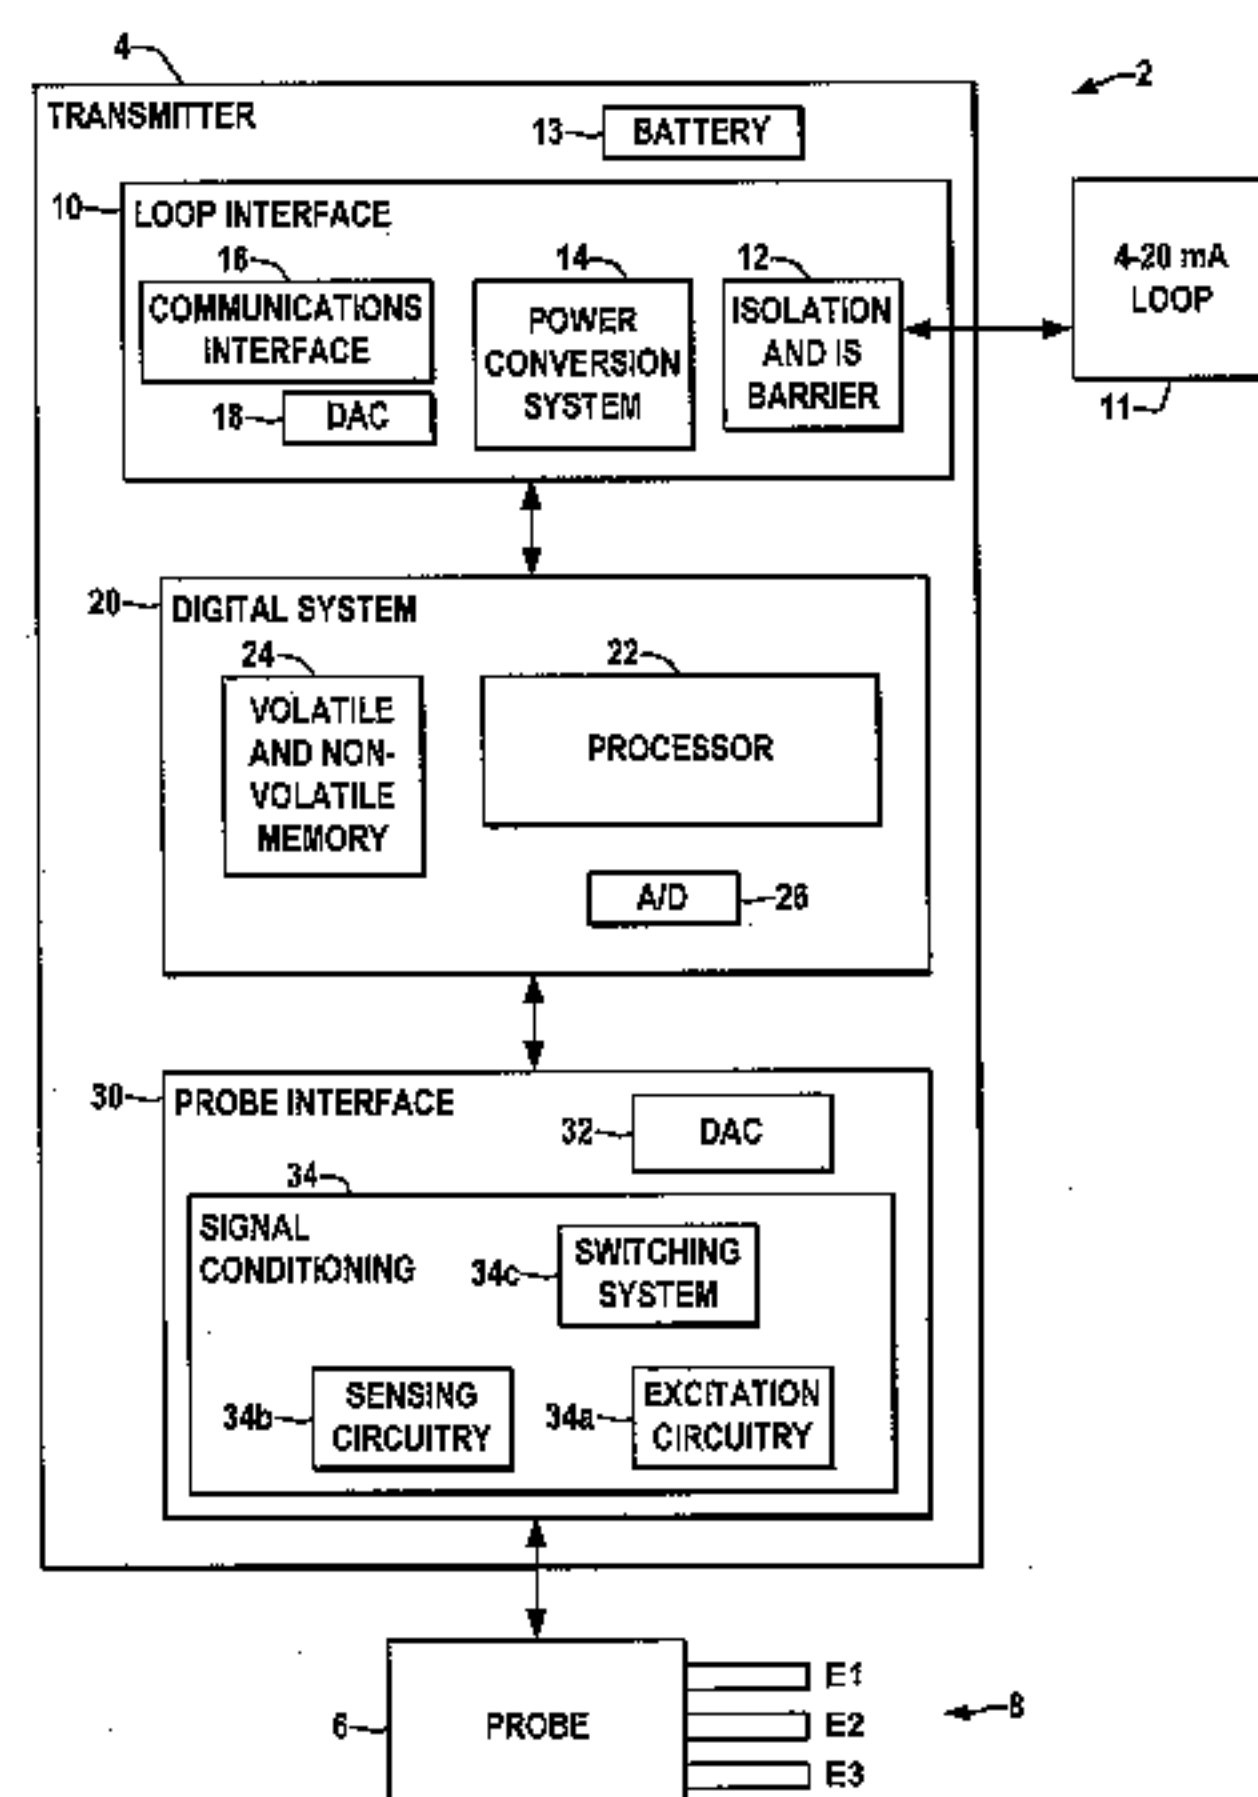 4
2
TRANSMITTER
13 BATTERY
10 LOOP INTERFACE
16
14
12
COMMUNICATIONS
INTERFACE
POWER
CONVERSION
SYSTEM
ISOLATION
AND IS
BARRIER
4-20 mA
LOOP
11
18 DAC
20 DIGITAL SYSTEM
24
22
VOLATILE
AND NON-
VOLATILE
MEMORY
PROCESSOR
A/D 26
30 PROBE INTERFACE
32 DAC
34
SIGNAL
CONDITIONING
34c SWITCHING
SYSTEM
34b SENSING
CIRCUITRY
34a EXCITATION
CIRCUITRY
6 PROBE
E1
E2
E3
8